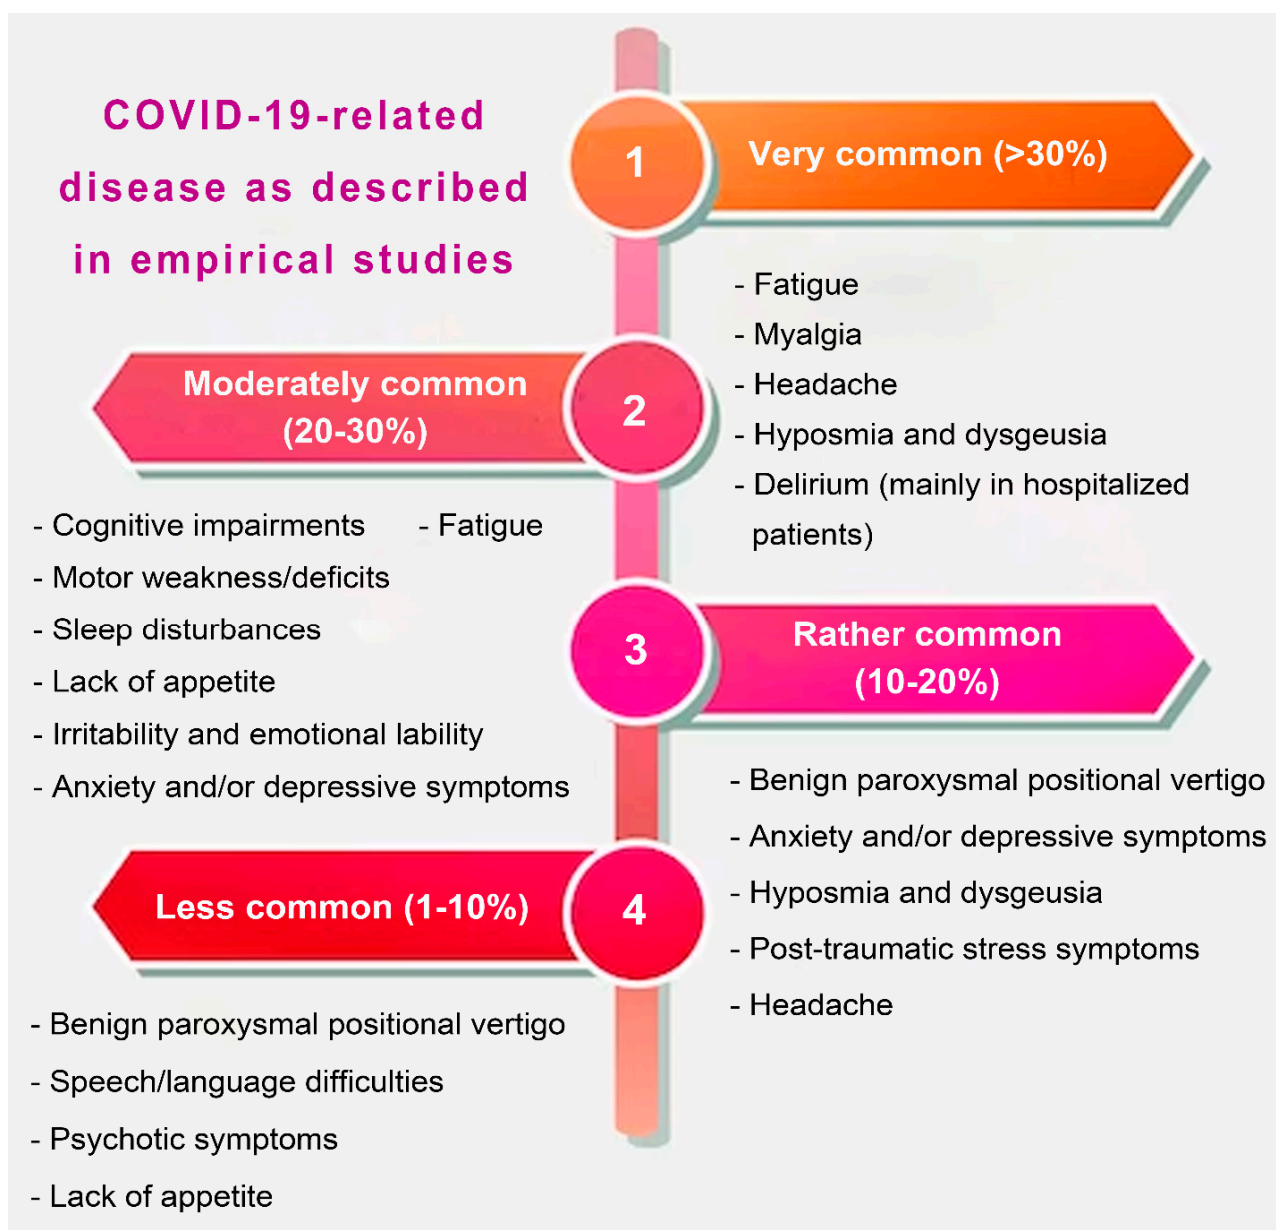 COVID-19-related
disease as described
in empirical studies
1
Very common (>30%)
- Fatigue
- Myalgia
- Headache
- Hyposmia and dysgeusia
- Delirium (mainly in hospitalized
patients)
Moderately common
(20-30%)
2
- Cognitive impairments - Fatigue
- Motor weakness/deficits
- Sleep disturbances
- Lack of appetite
- Irritability and emotional lability
- Anxiety and/or depressive symptoms
3
Rather common
(10-20%)
- Benign paroxysmal positional vertigo
- Anxiety and/or depressive symptoms
- Hyposmia and dysgeusia
- Post-traumatic stress symptoms
- Headache
Less common (1-10%)
4
- Benign paroxysmal positional vertigo
- Speech/language difficulties
- Psychotic symptoms
- Lack of appetite